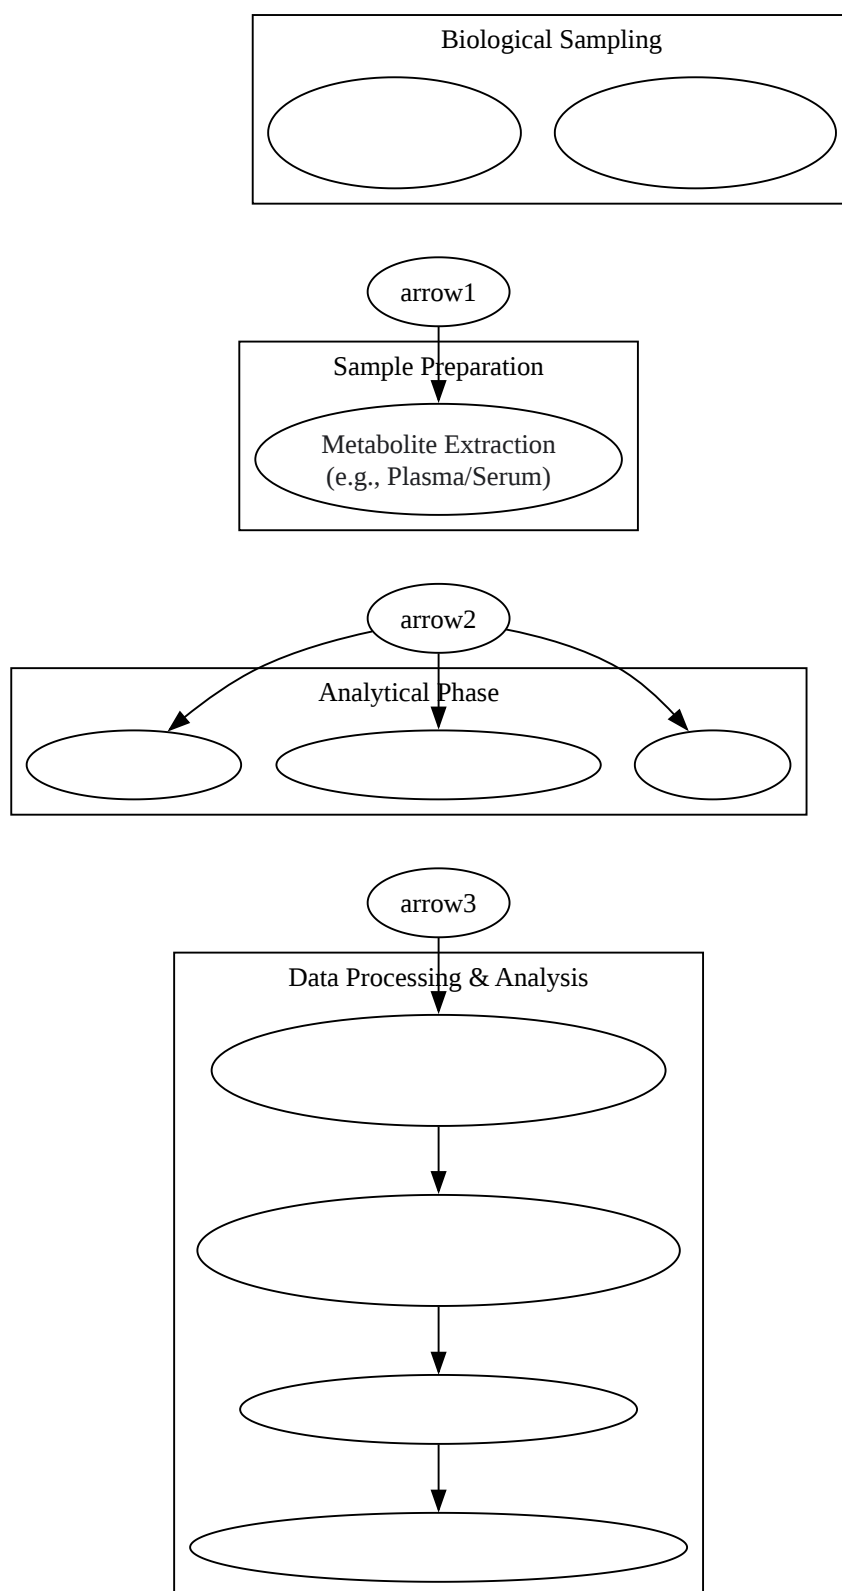 Biological Sampling
arrow1
Sample Preparation
Metabolite Extraction
(e.g., Plasma/Serum)
arrow2
Analytical Phase
arrow3
Data Processing & Analysis